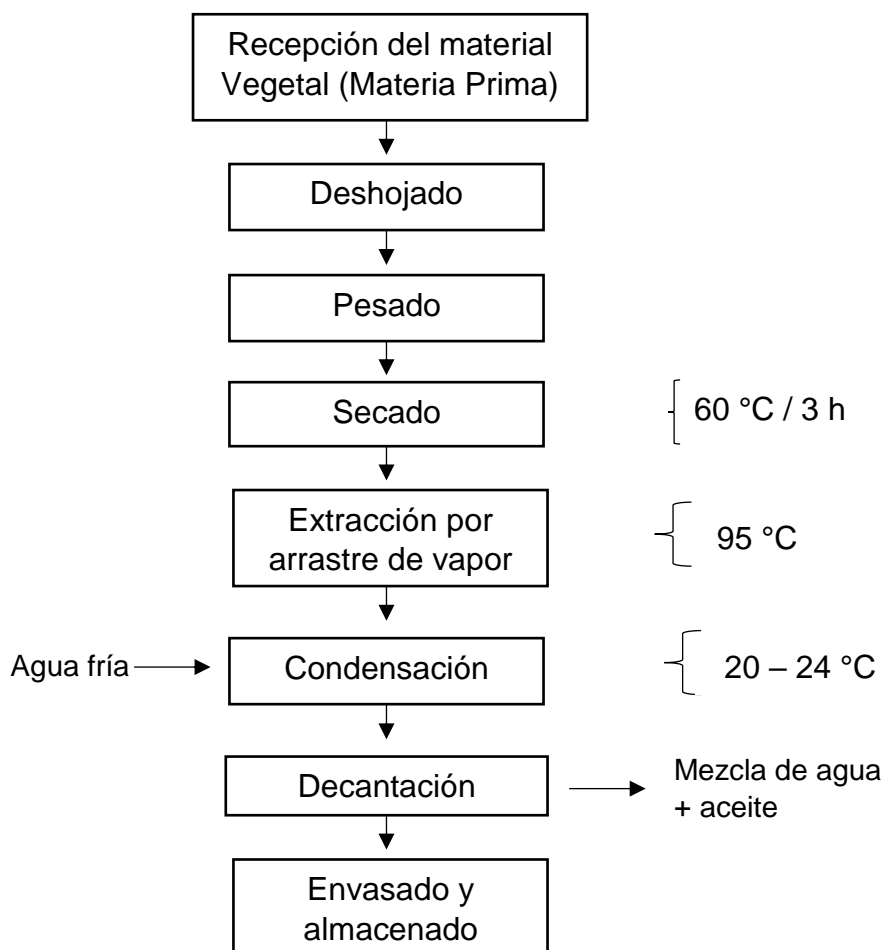 Recepción del material
Vegetal (Materia Prima)
Deshojado
Pesado
Secado
60 °C / 3 h
Extracción por
arrastre de vapor
95 °C
Agua fría
Condensación
20 – 24 °C
Decantación
Mezcla de agua
+ aceite
Envasado y
almacenado